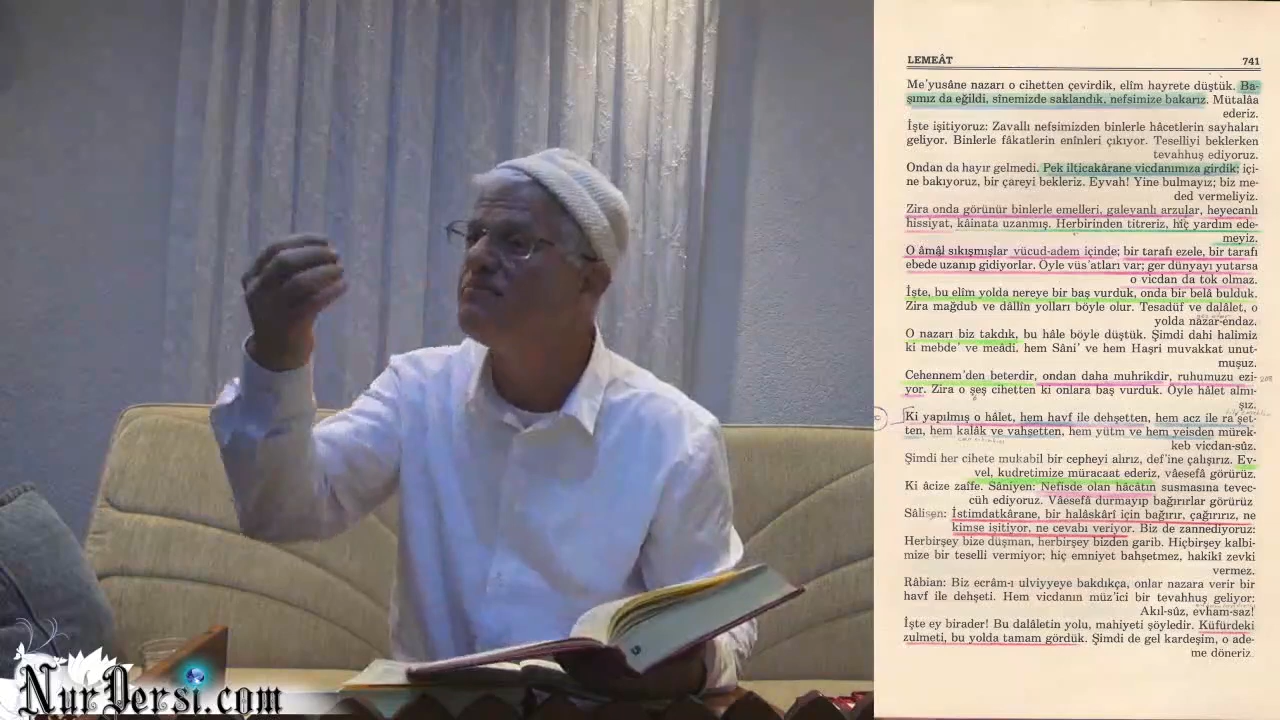 LEMEÂT 741
Me'yusâne nazarı o cihetten çevirdik, elîm hayrete düştük. Ba-
şımız da eğildi, sînemizde saklandık, nefsimize bakarız. Mütalâa
ederiz.
İşte işitiyoruz: Zavallı nefsimizden binlerle hâcetlerin sayhaları
geliyor. Binlerle fâkatlerin enînleri çıkıyor. Teselliyi beklerken
tevahhuş ediyoruz.
Ondan da hayır gelmedi. Pek ilticakârane vicdanımıza girdik; içi-
ne bakıyoruz, bir çareyi bekleriz. Eyvah! Yine bulmayız; biz me-
ded vermeliyiz.
Zira onda görünür binlerle emelleri, galeyanlı arzular, heyecanlı
hissiyat, kâinata uzanmış. Herbirinden titreriz, hiç yardım ede-
meyiz.
O âmâl sıkışmışlar vücud-adem içinde; bir tarafı ezele, bir tarafı
ebede uzanıp gidiyorlar. Öyle vüs'atları var; ger dünyayı yutarsa
o vicdan da tok olmaz.
İşte, bu elîm yolda nereye bir baş vurduk, onda bir belâ bulduk.
Zira mağdub ve dâllîn yolları böyle olur. Tesadüf ve dalâlet, o
yolda nazar-endaz.
O nazarı biz takdık, bu hâle böyle düştük. Şimdi dahi halimiz
ki mebde' ve meâdi, hem Sâni' ve hem Haşri muvakkat unut-
muşuz.
Cehennem'den beterdir, ondan daha muhrikdir, ruhumuzu ezi-
yor. Zira o şeş cihetten ki onlara baş vurduk. Öyle hâlet almı-
şız.
Ki yapılmış o hâlet, hem havf ile dehşetten, hem acz ile ra'şet-
ten, hem kalâk ve vahşetten, hem yütm ve hem yeisden mürek-
keb vicdan-sûz.
Şimdi her cihete mukabil bir cepheyi alırız, def'ine çalışırız. Ev-
vel, kudretimize müracaat ederiz, vâesefâ görürüz.
Ki âcize zaîfe. Sâniyen: Nefisde olan hâcâtın susmasına tevec-
cüh ediyoruz. Vâesefâ durmayıp bağırırlar görürüz
Sâlisen: İstimdatkârane, bir halâskârî için bağırır, çağırırız, ne
kimse işitiyor, ne cevabı veriyor. Biz de zannediyoruz:
Herbirşey bize düşman, herbirşey bizden garib. Hiçbirşey kalbi-
mize bir teselli vermiyor; hiç emniyet bahşetmez, hakikî zevki
vermez.
Râbian: Biz ecrâm-ı ulviyyeye bakdıkça, onlar nazara verir bir
havf ile dehşeti. Hem vicdanın müz'ici bir tevahhuş geliyor:
Akıl-sûz, evham-saz!
İşte ey birader! Bu dalâletin yolu, mahiyeti şöyledir. Küfürdeki
zulmeti, bu yolda tamam gördük. Şimdi de gel kardeşim, o ade-
me döneriz.
NurDersi.com